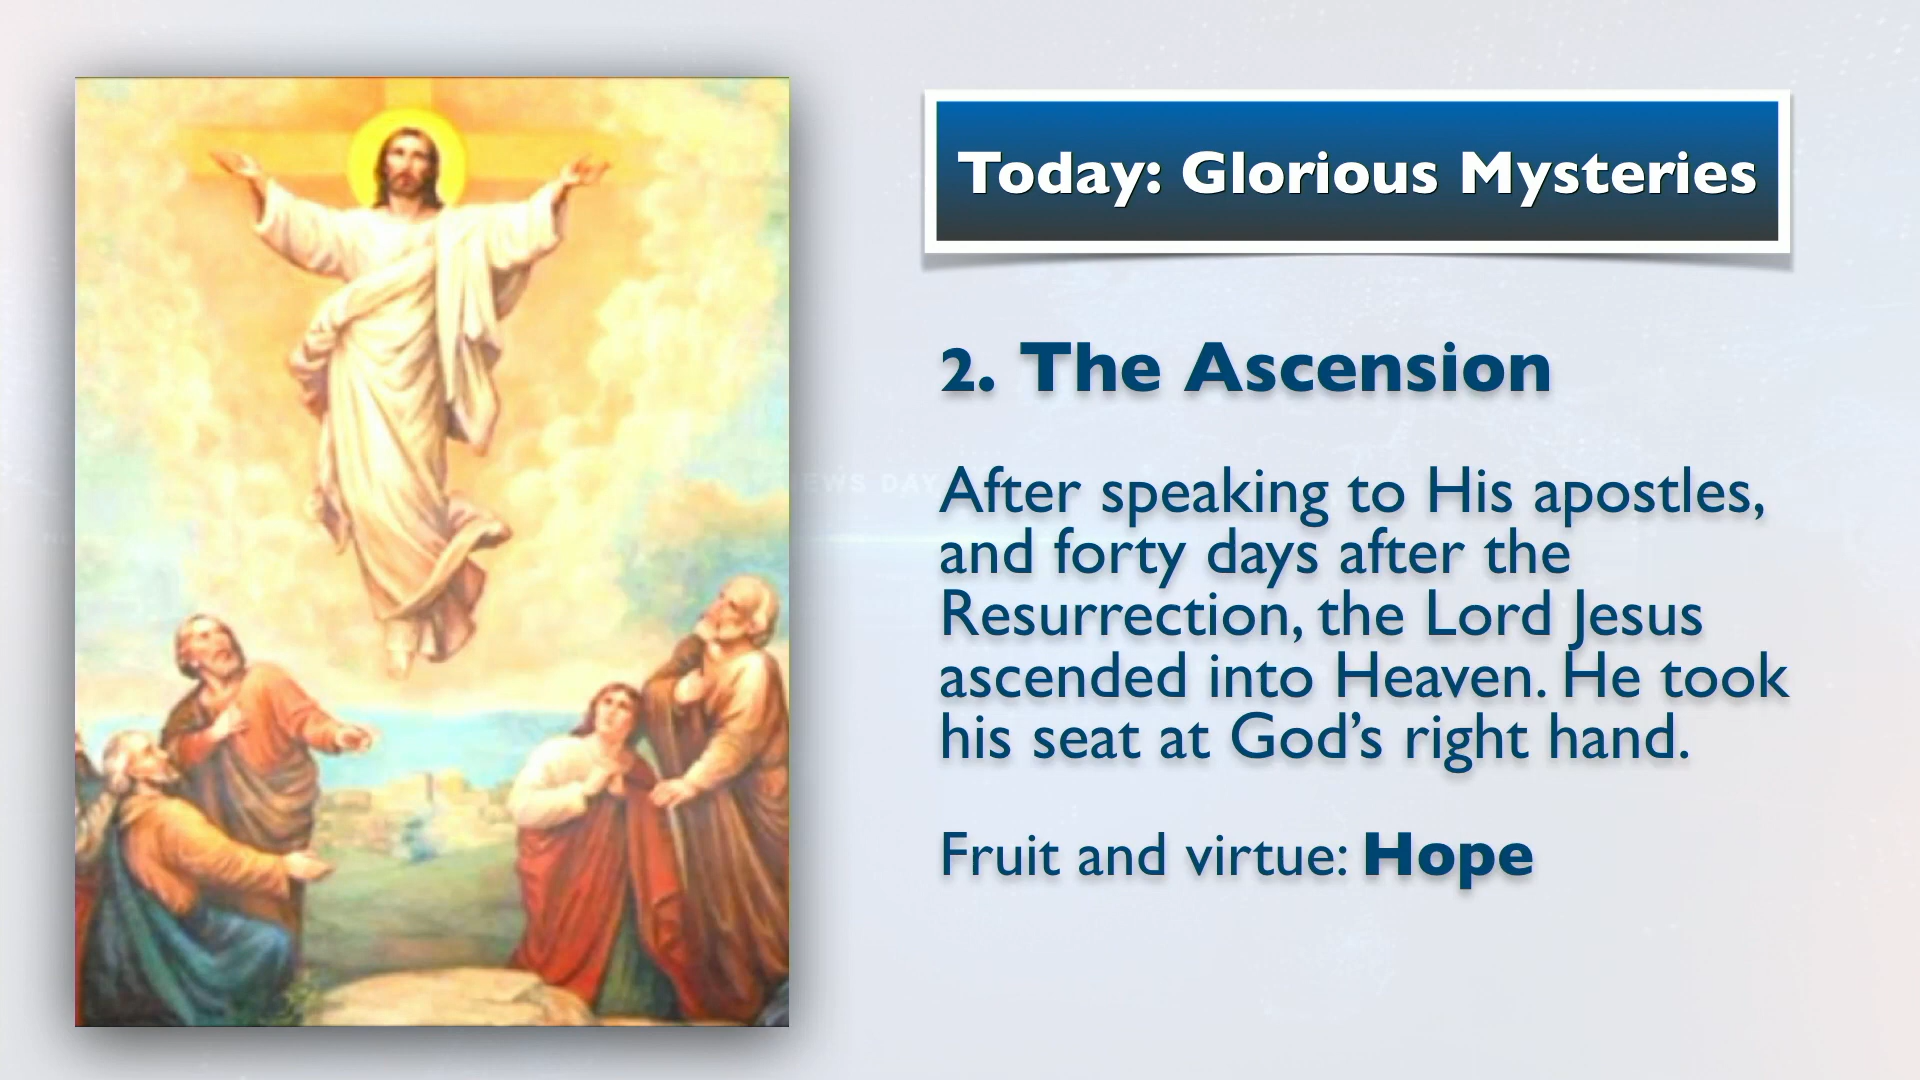 Today: Glorious Mysteries
2. The Ascension
After speaking to His apostles,
and forty days after the
Resurrection, the Lord Jesus
ascended into Heaven. He took
his seat at God’s right hand.
Fruit and virtue: Hope